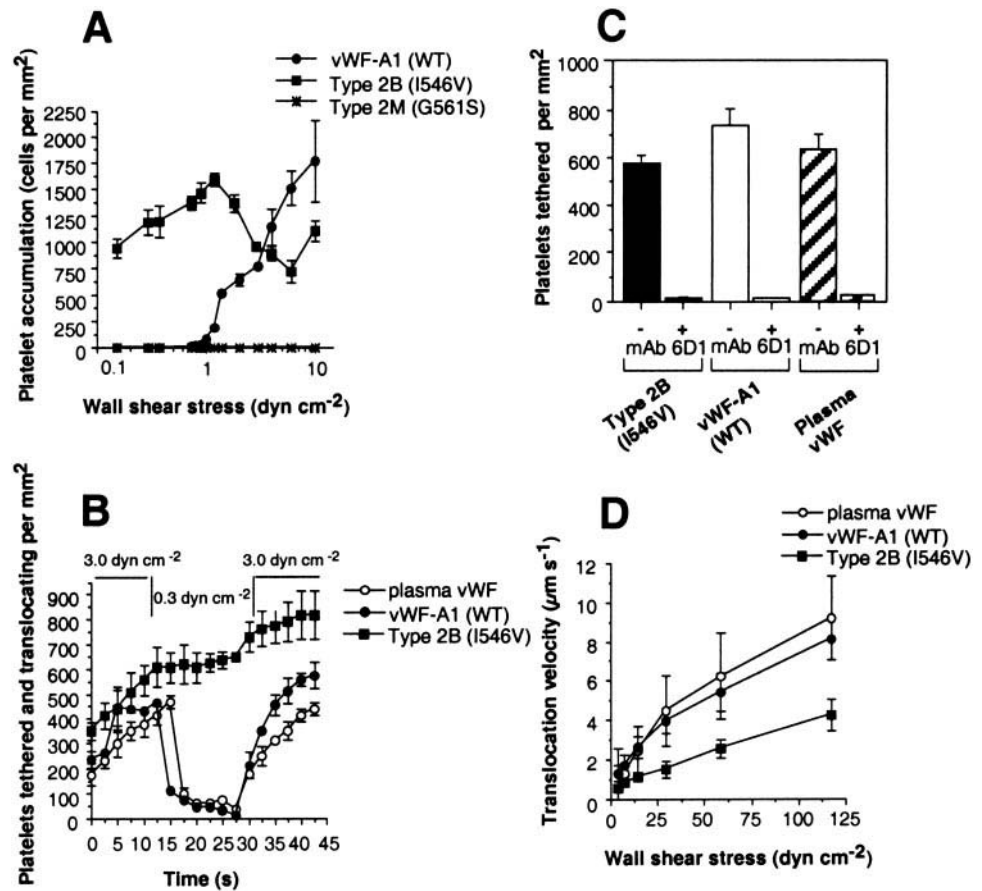 A
vWF-A1 (WT)
Type 2B (I546V)
Type 2M (G561S)
Platelet accumulation (cells per mm2)
2250
2000
1750
1500
1250
1000
750
500
250
0
0.1 1 10
Wall shear stress (dyn cm-2)
C
Platelets tethered per mm2
1000
800
600
400
200
0
- + - + - +
mAb 6D1 mAb 6D1 mAb 6D1
Type 2B (I546V)
vWF-A1 (WT)
Plasma vWF
B
Platelets tethered and translocating per mm2
3.0 dyn cm-2
0.3 dyn cm-2
3.0 dyn cm-2
plasma vWF
vWF-A1 (WT)
Type 2B (I546V)
900
800
700
600
500
400
300
200
100
0
0 5 10 15 20 25 30 35 40 45
Time (s)
D
plasma vWF
vWF-A1 (WT)
Type 2B (I546V)
Translocation velocity (μm s-1)
12
10
8
6
4
2
0
0 25 50 75 100 125
Wall shear stress (dyn cm-2)